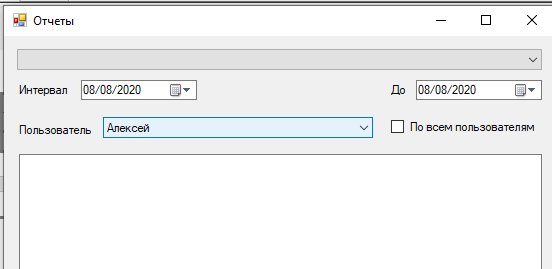 Отчеты
Интервал 08/08/2020 До 08/08/2020
Пользователь Алексей По всем пользователям